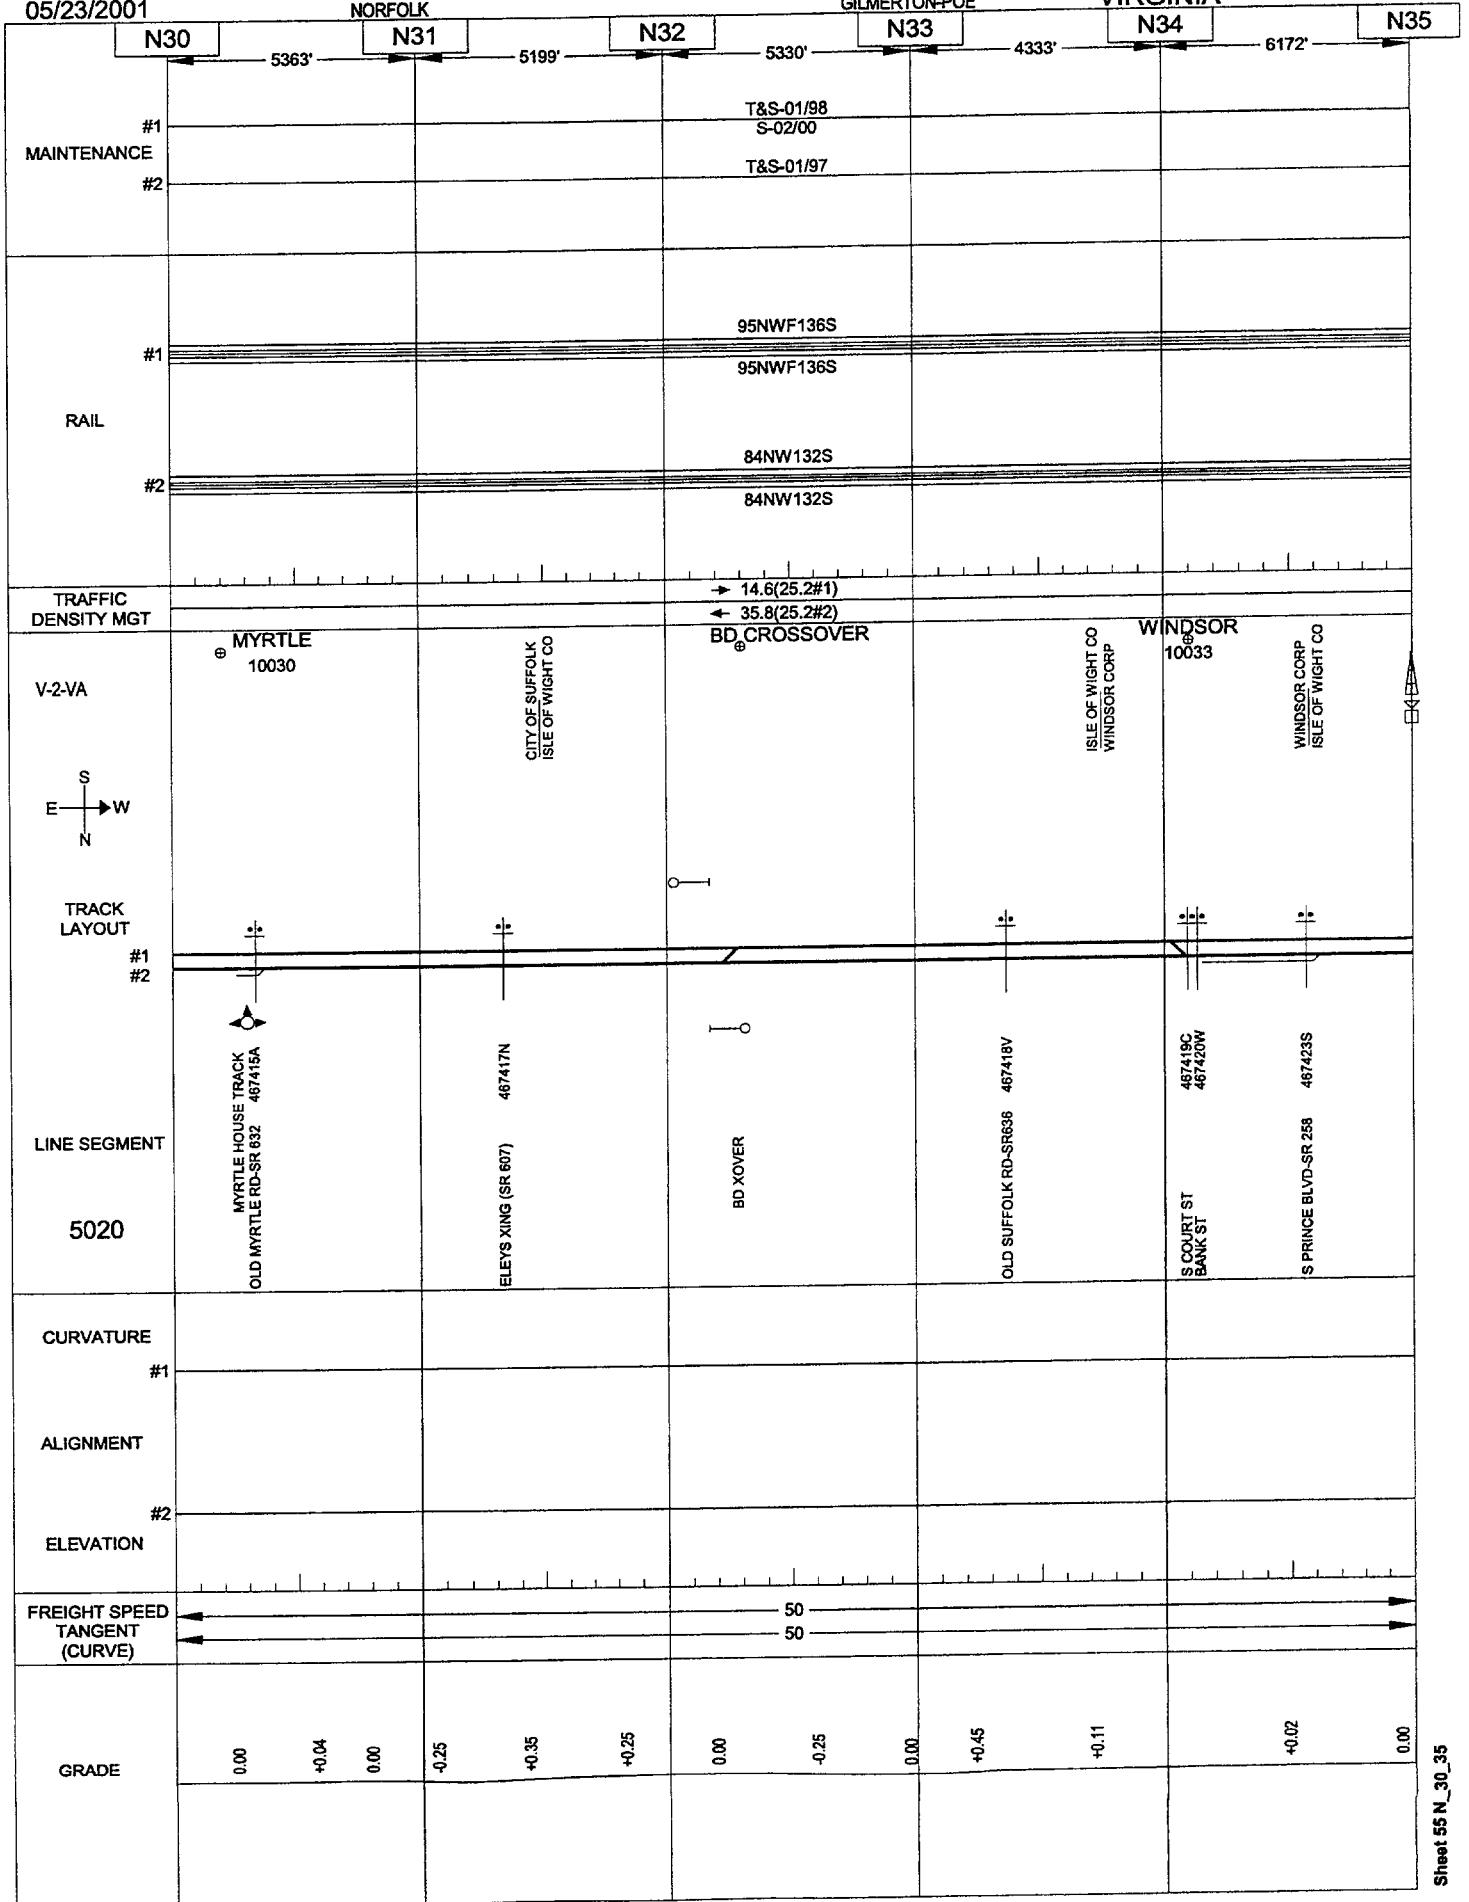 05/23/2001
NORFOLK
GILMERTON-POE
VIRGINIA
N30
N31
N32
N33
N34
N35
5363'
5199'
5330'
4333'
6172'
MAINTENANCE
#1
T&S-01/98
S-02/00
#2
T&S-01/97
RAIL
#1
95NWF136S
95NWF136S
#2
84NW132S
84NW132S
TRAFFIC
DENSITY MGT
14.6(25.2#1)
35.8(25.2#2)
V-2-VA
MYRTLE
10030
CITY OF SUFFOLK
ISLE OF WIGHT CO
BD CROSSOVER
ISLE OF WIGHT CO
WINDSOR CORP
WINDSOR
10033
WINDSOR CORP
ISLE OF WIGHT CO
S
E
W
N
TRACK
LAYOUT
#1
#2
LINE SEGMENT
5020
MYRTLE HOUSE TRACK
OLD MYRTLE RD-SR 632 467415A
ELEYS XING (SR 607) 467417N
BD XOVER
OLD SUFFOLK RD-SR636 467418V
S COURT ST 467419C
BANK ST 467420W
S PRINCE BLVD-SR 258 467423S
CURVATURE
#1
ALIGNMENT
#2
ELEVATION
FREIGHT SPEED
TANGENT
(CURVE)
50
50
GRADE
0.00
+0.04
0.00
-0.25
+0.35
+0.25
0.00
-0.25
0.00
+0.45
+0.11
+0.02
0.00
Sheet 55 N_30_35